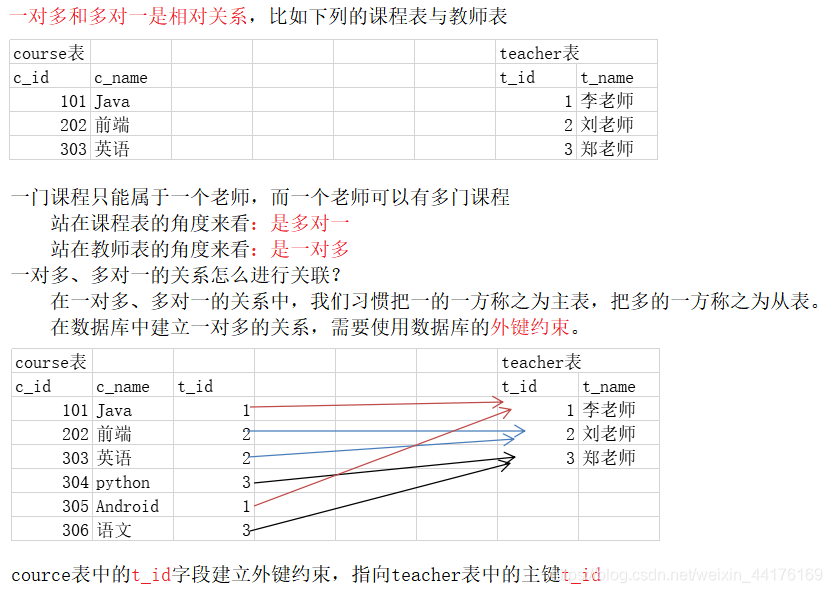 一对多和多对一是相对关系，比如下列的课程表与教师表
course表 teacher表
c_id c_name t_id t_name
101 Java 1 李老师
202 前端 2 刘老师
303 英语 3 郑老师
一门课程只能属于一个老师，而一个老师可以有多门课程
站在课程表的角度来看：是多对一
站在教师表的角度来看：是一对多
一对多、多对一的关系怎么进行关联？
在一对多、多对一的关系中，我们习惯把一的一方称之为主表，把多的一方称之为从表。
在数据库中建立一对多的关系，需要使用数据库的外键约束。
course表 teacher表
c_id c_name t_id t_id t_name
101 Java 1 1 李老师
202 前端 2 2 刘老师
303 英语 2 3 郑老师
304 python 3
305 Android 1
306 语文 3
cource表中的t_id字段建立外键约束，指向teacher表中的主键t_id
blog.csdn.net/weixin_44176169